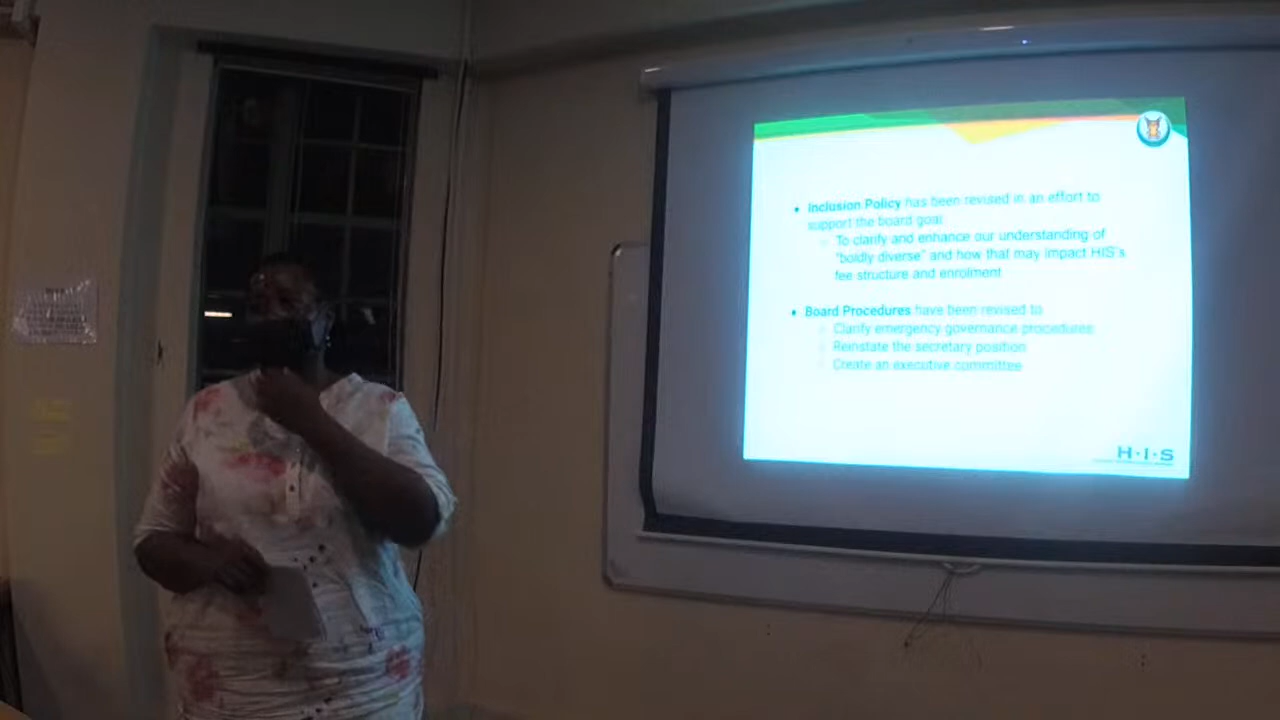 • Inclusion Policy has been revised in an effort to
support the board goal
○ To clarify and enhance our understanding of
"boldly diverse" and how that may impact HIS's
fee structure and enrolment
• Board Procedures have been revised to
○ Clarify emergency governance procedures
○ Reinstate the secretary position
○ Create an executive committee
H·I·S